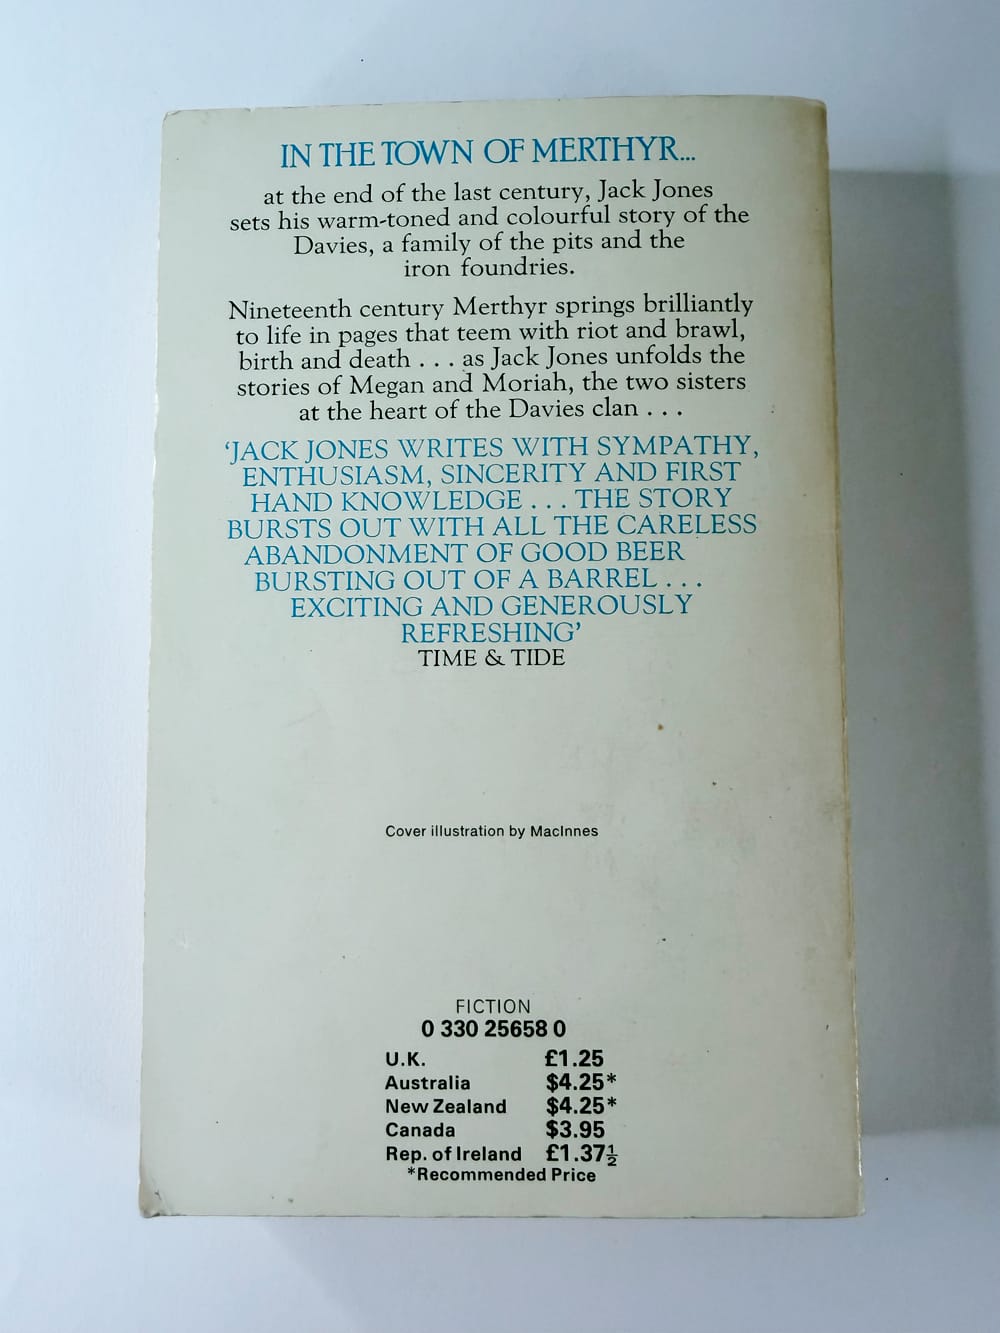 IN THE TOWN OF MERTHYR...
at the end of the last century, Jack Jones
sets his warm-toned and colourful story of the
Davies, a family of the pits and the
iron foundries.
Nineteenth century Merthyr springs brilliantly
to life in pages that teem with riot and brawl,
birth and death . . . as Jack Jones unfolds the
stories of Megan and Moriah, the two sisters
at the heart of the Davies clan . . .
‘JACK JONES WRITES WITH SYMPATHY,
ENTHUSIASM, SINCERITY AND FIRST
HAND KNOWLEDGE . . . THE STORY
BURSTS OUT WITH ALL THE CARELESS
ABANDONMENT OF GOOD BEER
BURSTING OUT OF A BARREL . . .
EXCITING AND GENEROUSLY
REFRESHING’
TIME & TIDE
Cover illustration by MacInnes
FICTION
0 330 25658 0
U.K. £1.25
Australia $4.25*
New Zealand $4.25*
Canada $3.95
Rep. of Ireland £1.37½
*Recommended Price